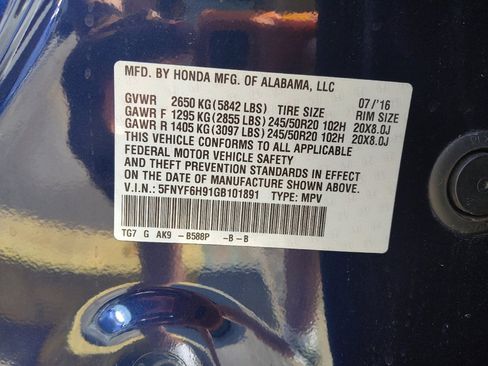 MFD. BY HONDA MFG. OF ALABAMA, LLC
07/'16
GVWR 2650 KG (5842 LBS) TIRE SIZE RIM SIZE
GAWR F 1295 KG (2855 LBS) 245/50R20 102H 20X8.0J
GAWR R 1405 KG (3097 LBS) 245/50R20 102H 20X8.0J
THIS VEHICLE CONFORMS TO ALL APPLICABLE
FEDERAL MOTOR VEHICLE SAFETY
AND THEFT PREVENTION STANDARDS IN EFFECT
ON THE DATE OF MANUFACTURE SHOWN ABOVE
V.I.N.: 5FNYF6H91GB101891 TYPE: MPV
TG7 G AK9 -B588P -B-B